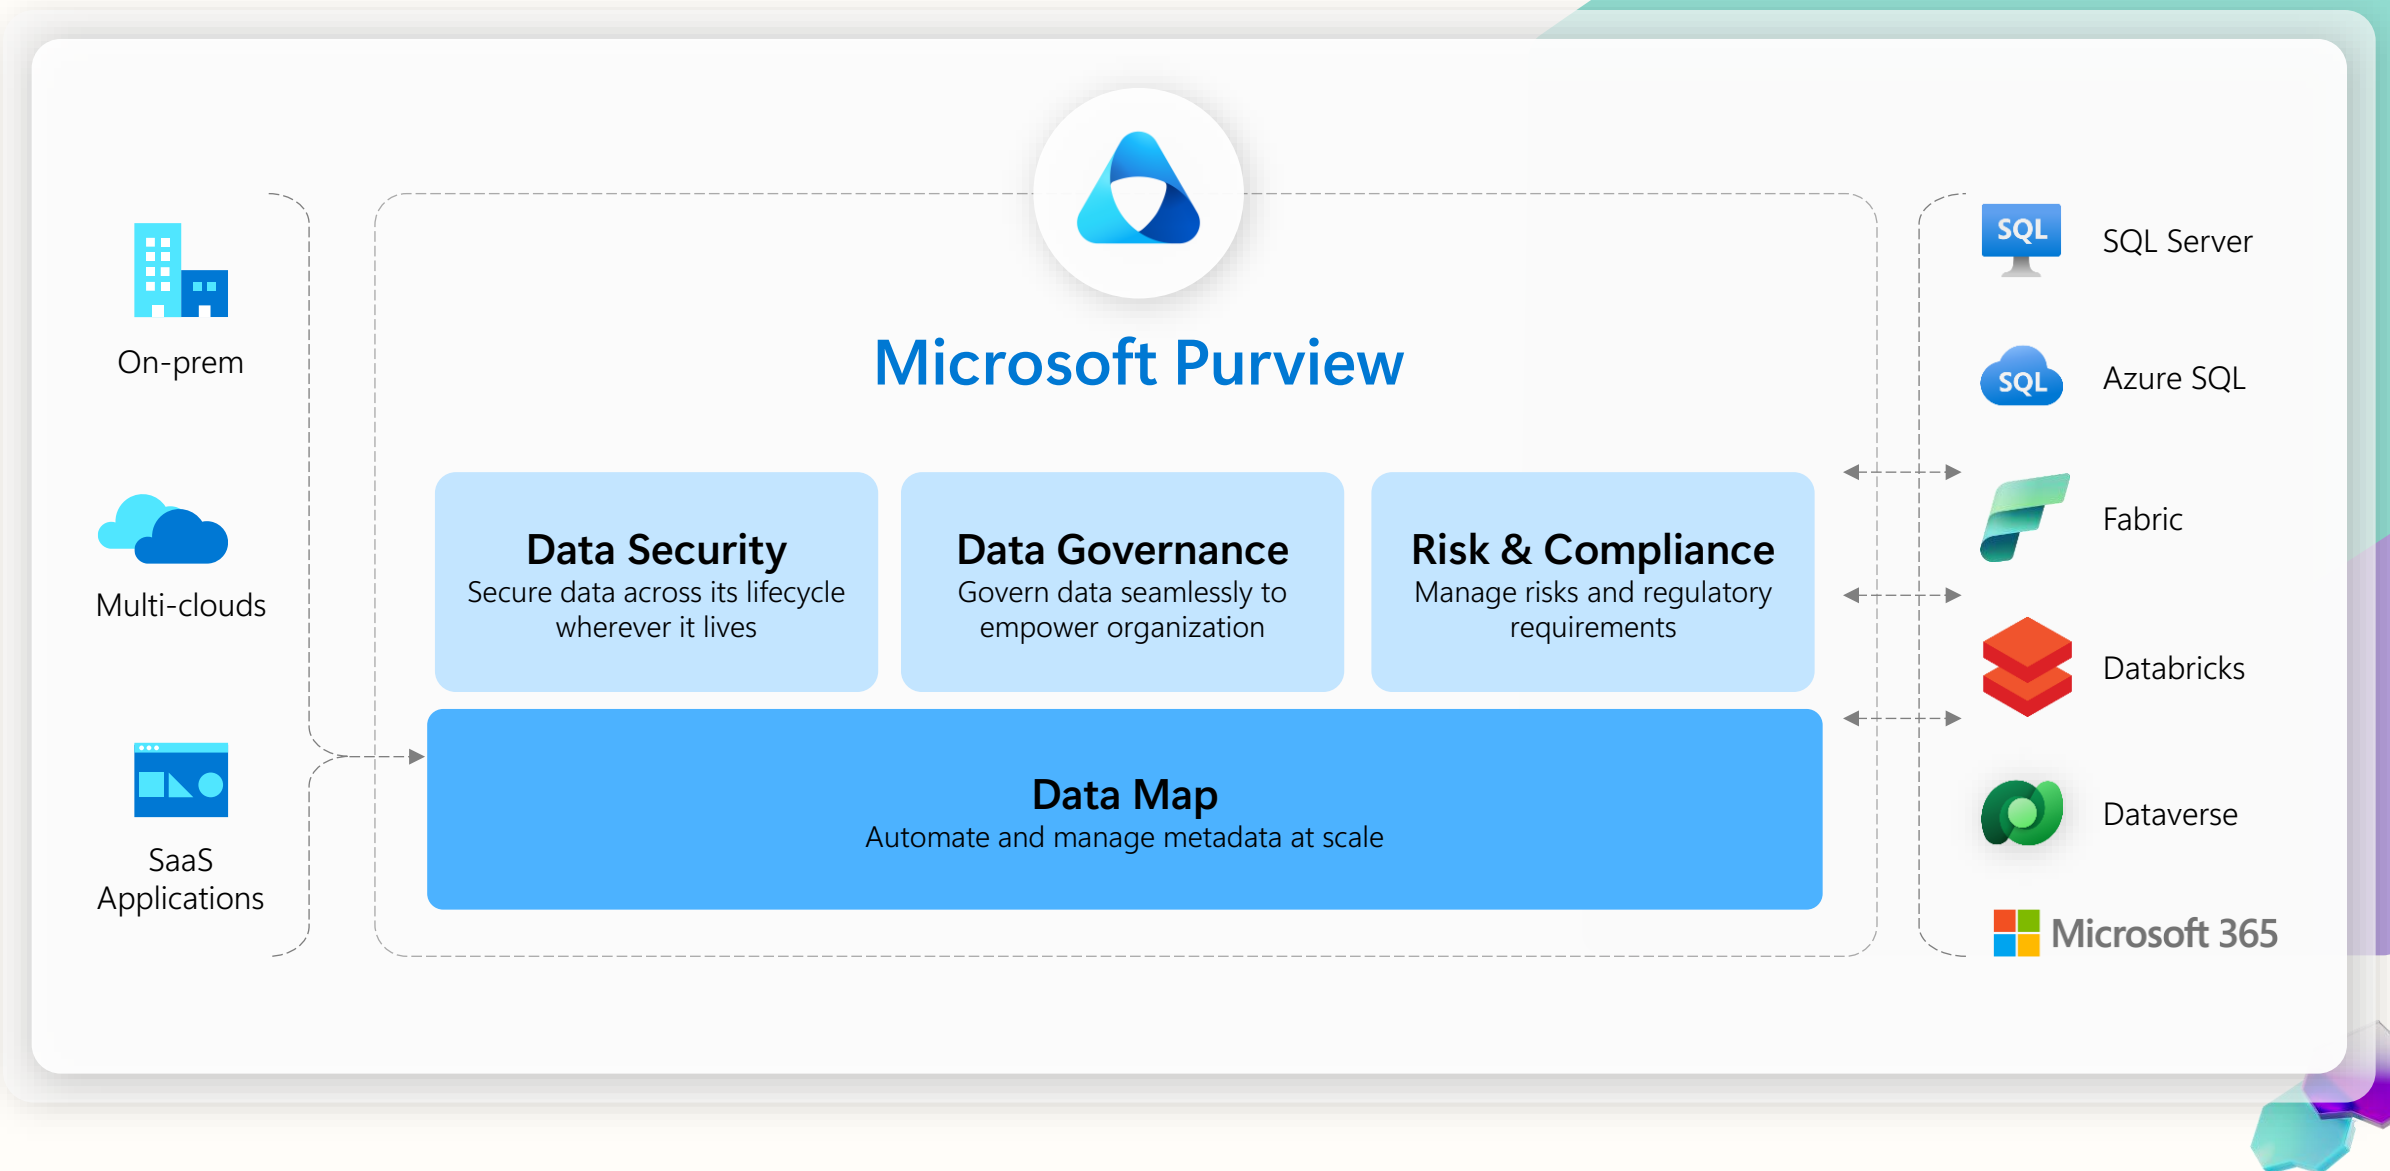 On-prem
Multi-clouds
SaaS
Applications
Microsoft Purview
Data Security
Secure data across its lifecycle
wherever it lives
Data Governance
Govern data seamlessly to
empower organization
Risk & Compliance
Manage risks and regulatory
requirements
Data Map
Automate and manage metadata at scale
SQL
SQL Server
SQL
Azure SQL
Fabric
Databricks
Dataverse
Microsoft 365